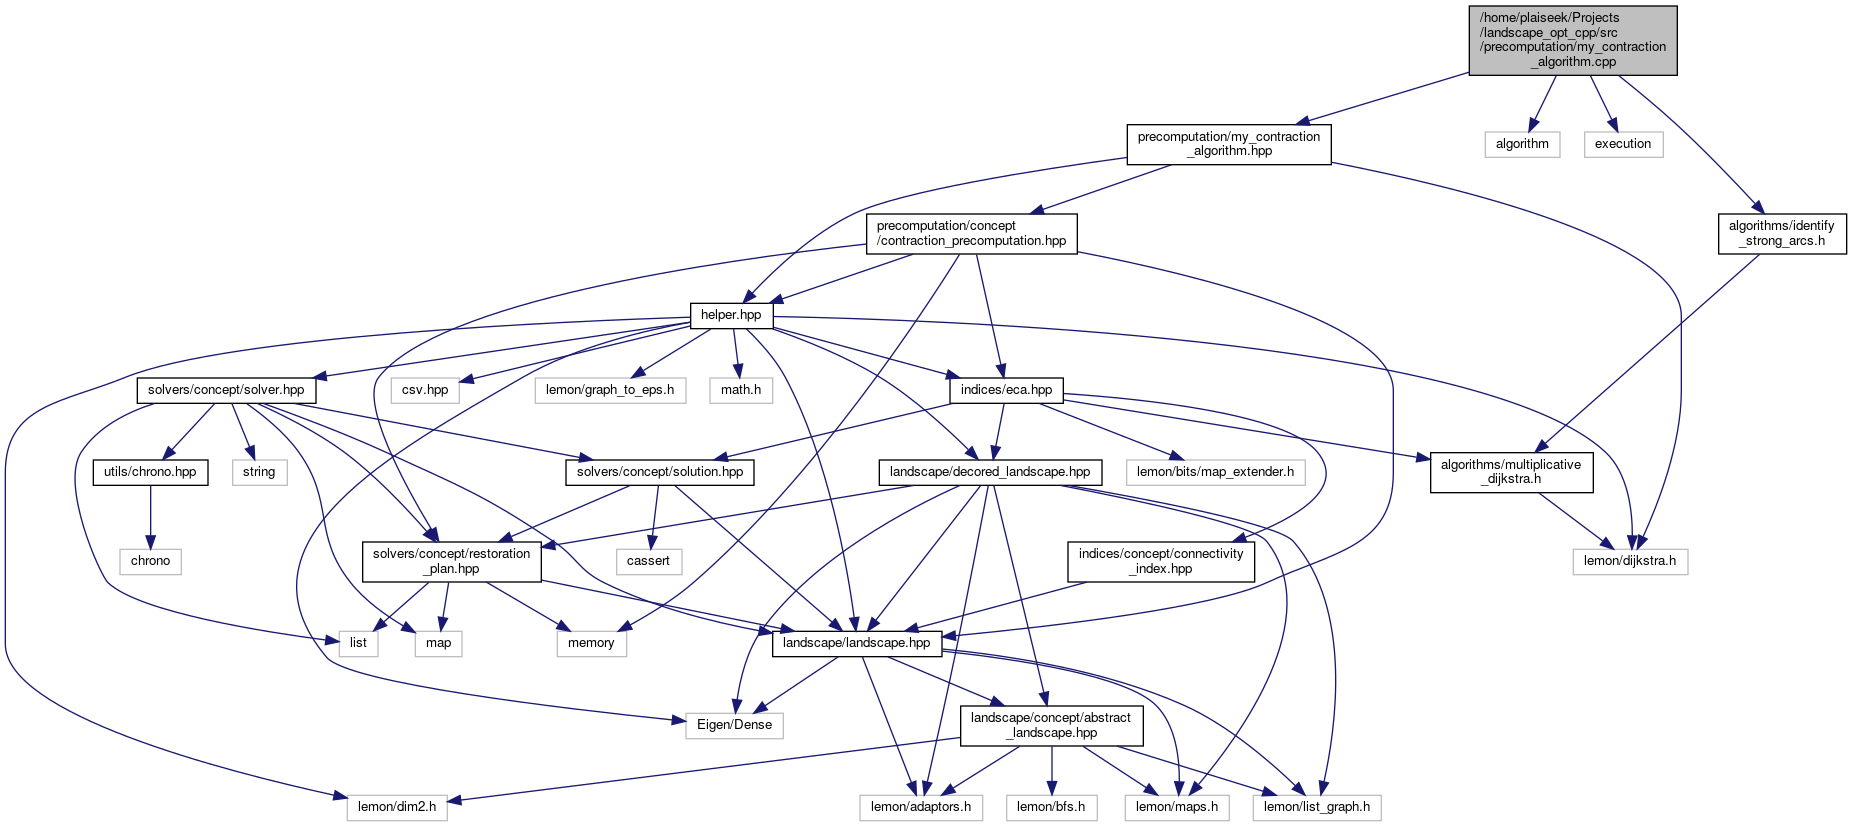 /home/plaiseek/Projects
/landscape_opt_cpp/src
/precomputation/my_contraction
_algorithm.cpp
precomputation/my_contraction
_algorithm.hpp
algorithm
execution
precomputation/concept
/contraction_precomputation.hpp
algorithms/identify
_strong_arcs.h
helper.hpp
solvers/concept/solver.hpp
csv.hpp
lemon/graph_to_eps.h
math.h
indices/eca.hpp
utils/chrono.hpp
string
solvers/concept/solution.hpp
landscape/decored_landscape.hpp
lemon/bits/map_extender.h
algorithms/multiplicative
_dijkstra.h
chrono
solvers/concept/restoration
_plan.hpp
cassert
indices/concept/connectivity
_index.hpp
lemon/dijkstra.h
list
map
memory
landscape/landscape.hpp
Eigen/Dense
landscape/concept/abstract
_landscape.hpp
lemon/dim2.h
lemon/adaptors.h
lemon/bfs.h
lemon/maps.h
lemon/list_graph.h